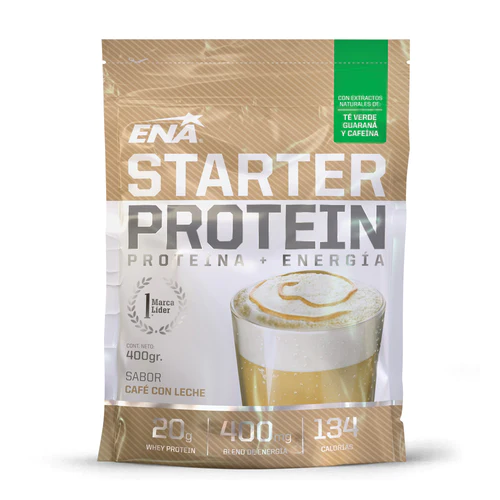 CON EXTRACTOS
NATURALES DE:
TÉ VERDE
GUARANÁ
Y CAFEÍNA
ENA
STARTER
PROTEIN
PROTEÍNA + ENERGÍA
1 Marca
Líder
CONT. NETO:
400gr.
SABOR
CAFÉ CON LECHE
20g
WHEY PROTEIN
400mg
BLEND DE ENERGÍA
134
CALORÍAS